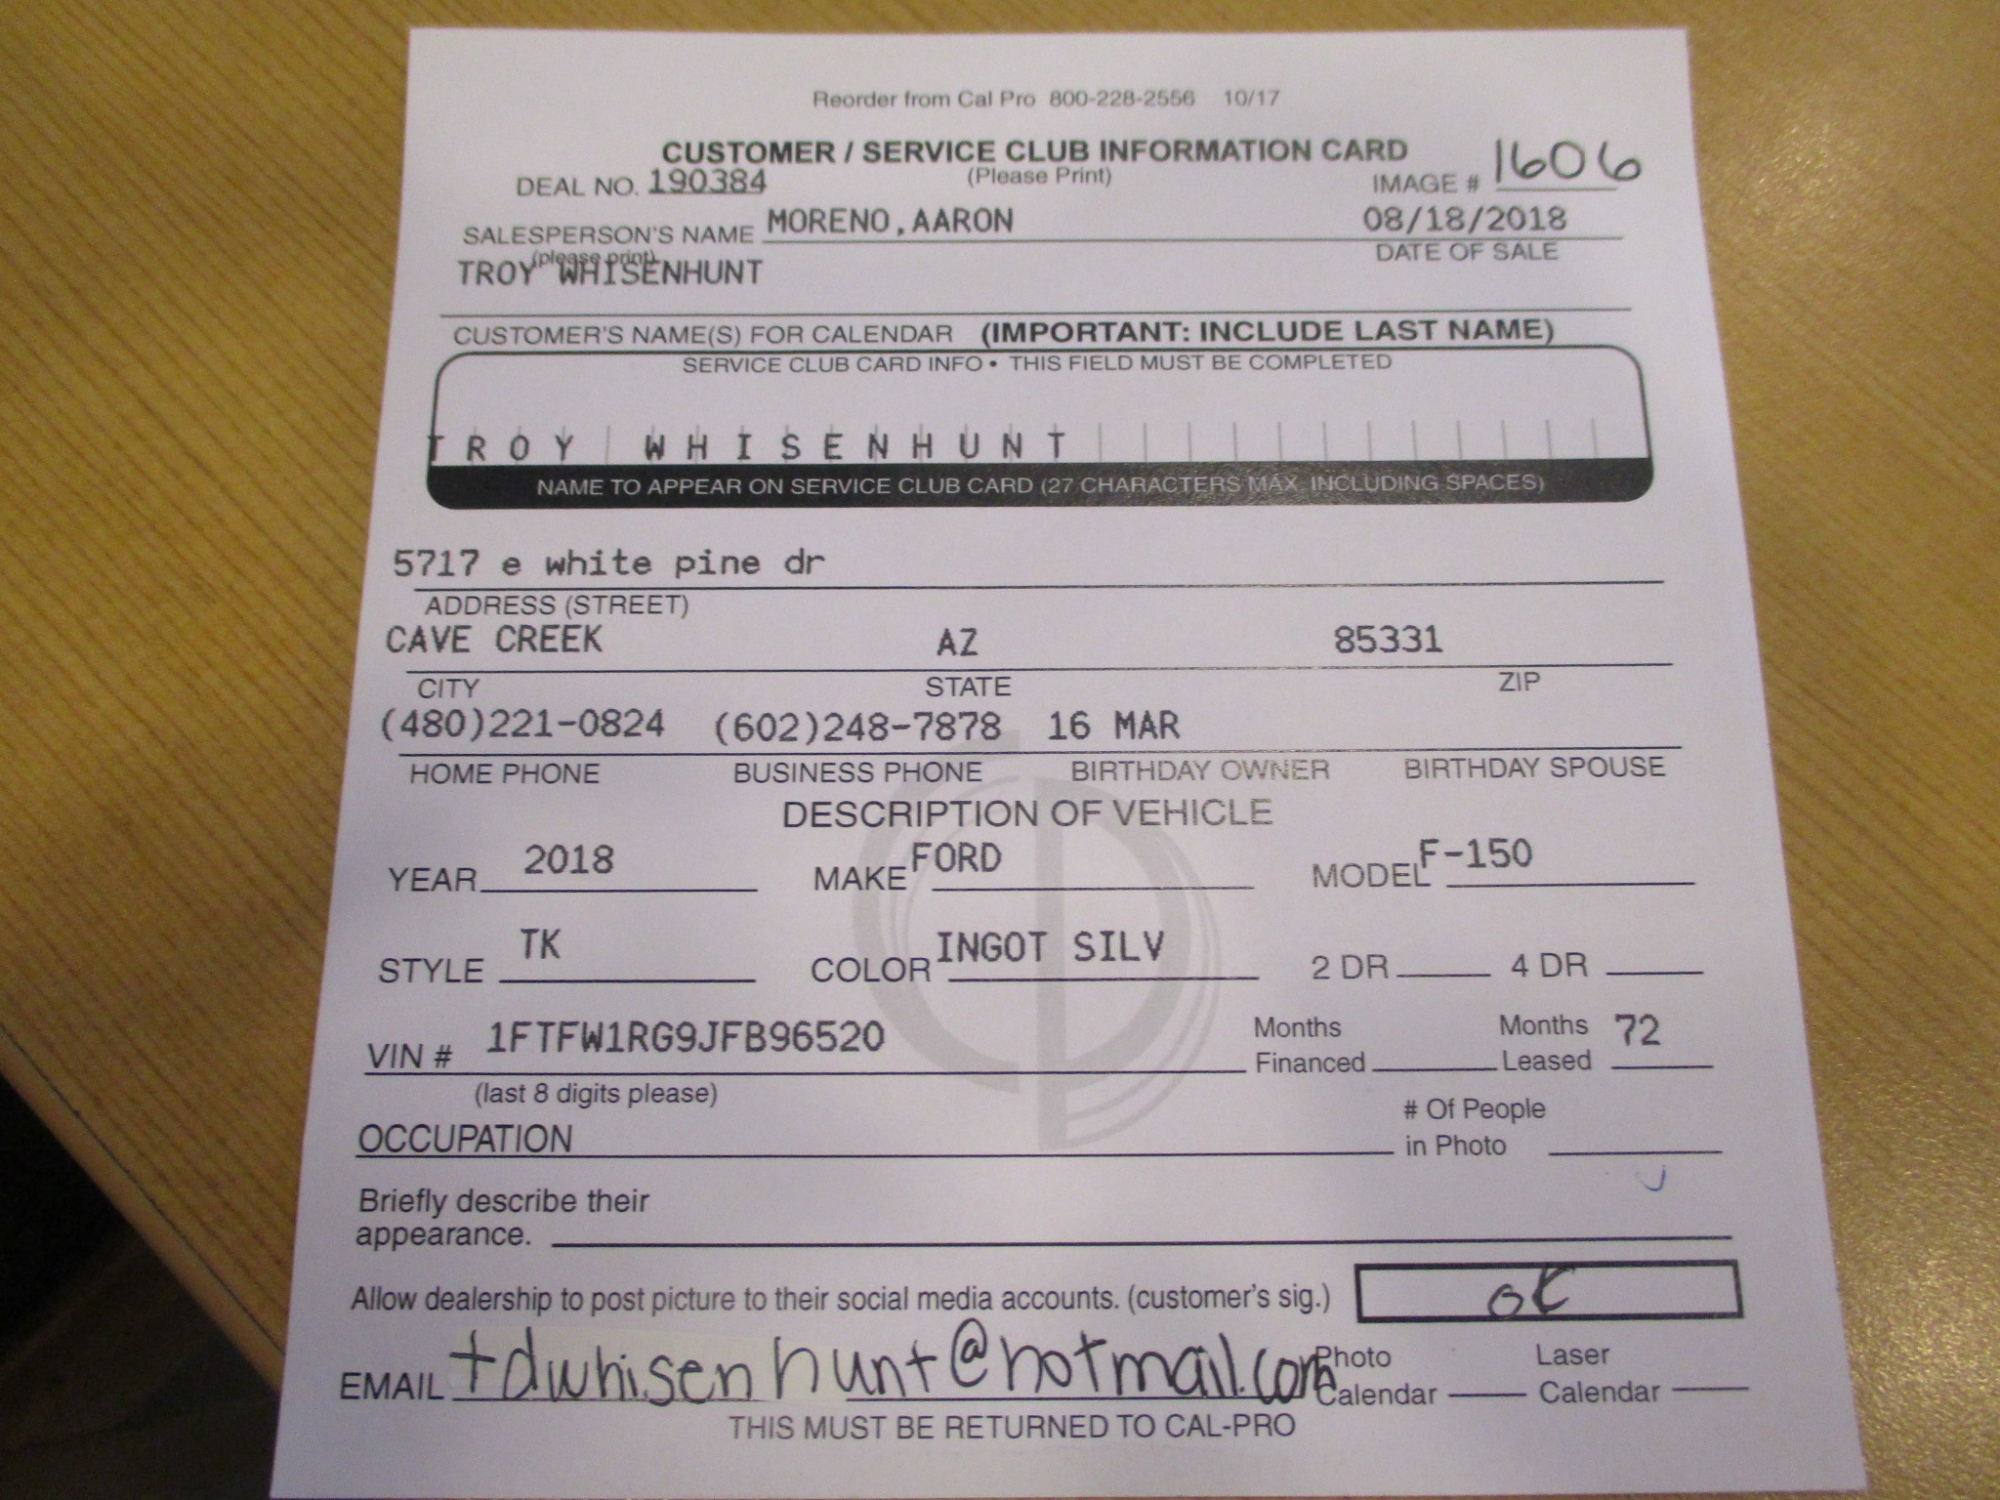 Reorder from Cal Pro 800-228-2556 10/17
CUSTOMER / SERVICE CLUB INFORMATION CARD
DEAL NO. 190384 (Please Print) IMAGE # 1606
SALESPERSON'S NAME MORENO, AARON 08/18/2018
(please print) DATE OF SALE
TROY WHISENHUNT
CUSTOMER'S NAME(S) FOR CALENDAR (IMPORTANT: INCLUDE LAST NAME)
SERVICE CLUB CARD INFO • THIS FIELD MUST BE COMPLETED
TROY WHISENHUNT
NAME TO APPEAR ON SERVICE CLUB CARD (27 CHARACTERS MAX. INCLUDING SPACES)
5717 e white pine dr
ADDRESS (STREET)
CAVE CREEK AZ 85331
CITY STATE ZIP
(480)221-0824 (602)248-7878 16 MAR
HOME PHONE BUSINESS PHONE BIRTHDAY OWNER BIRTHDAY SPOUSE
DESCRIPTION OF VEHICLE
YEAR 2018 MAKE FORD MODEL F-150
STYLE TK COLOR INGOT SILV 2 DR 4 DR
VIN # 1FTFW1RG9JFB96520 Months Financed Months Leased 72
(last 8 digits please)
OCCUPATION # Of People in Photo
Briefly describe their
appearance.
Allow dealership to post picture to their social media accounts. (customer's sig.) OK
EMAIL tdwhisenhunt@hotmail.com Photo Calendar Laser Calendar
THIS MUST BE RETURNED TO CAL-PRO